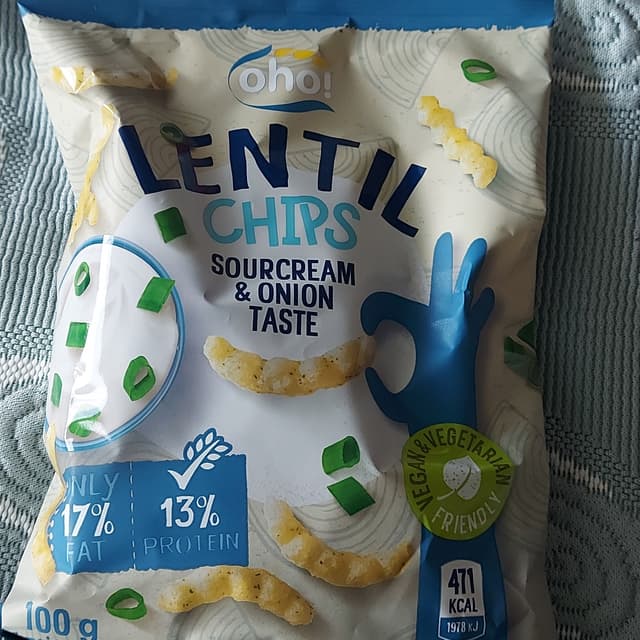 oho!
LENTIL
CHIPS
SOURCREAM
& ONION
TASTE
VEGAN & VEGETARIAN
FRIENDLY
ONLY
17%
FAT
13%
PROTEIN
471
KCAL
1978 KJ
100 g